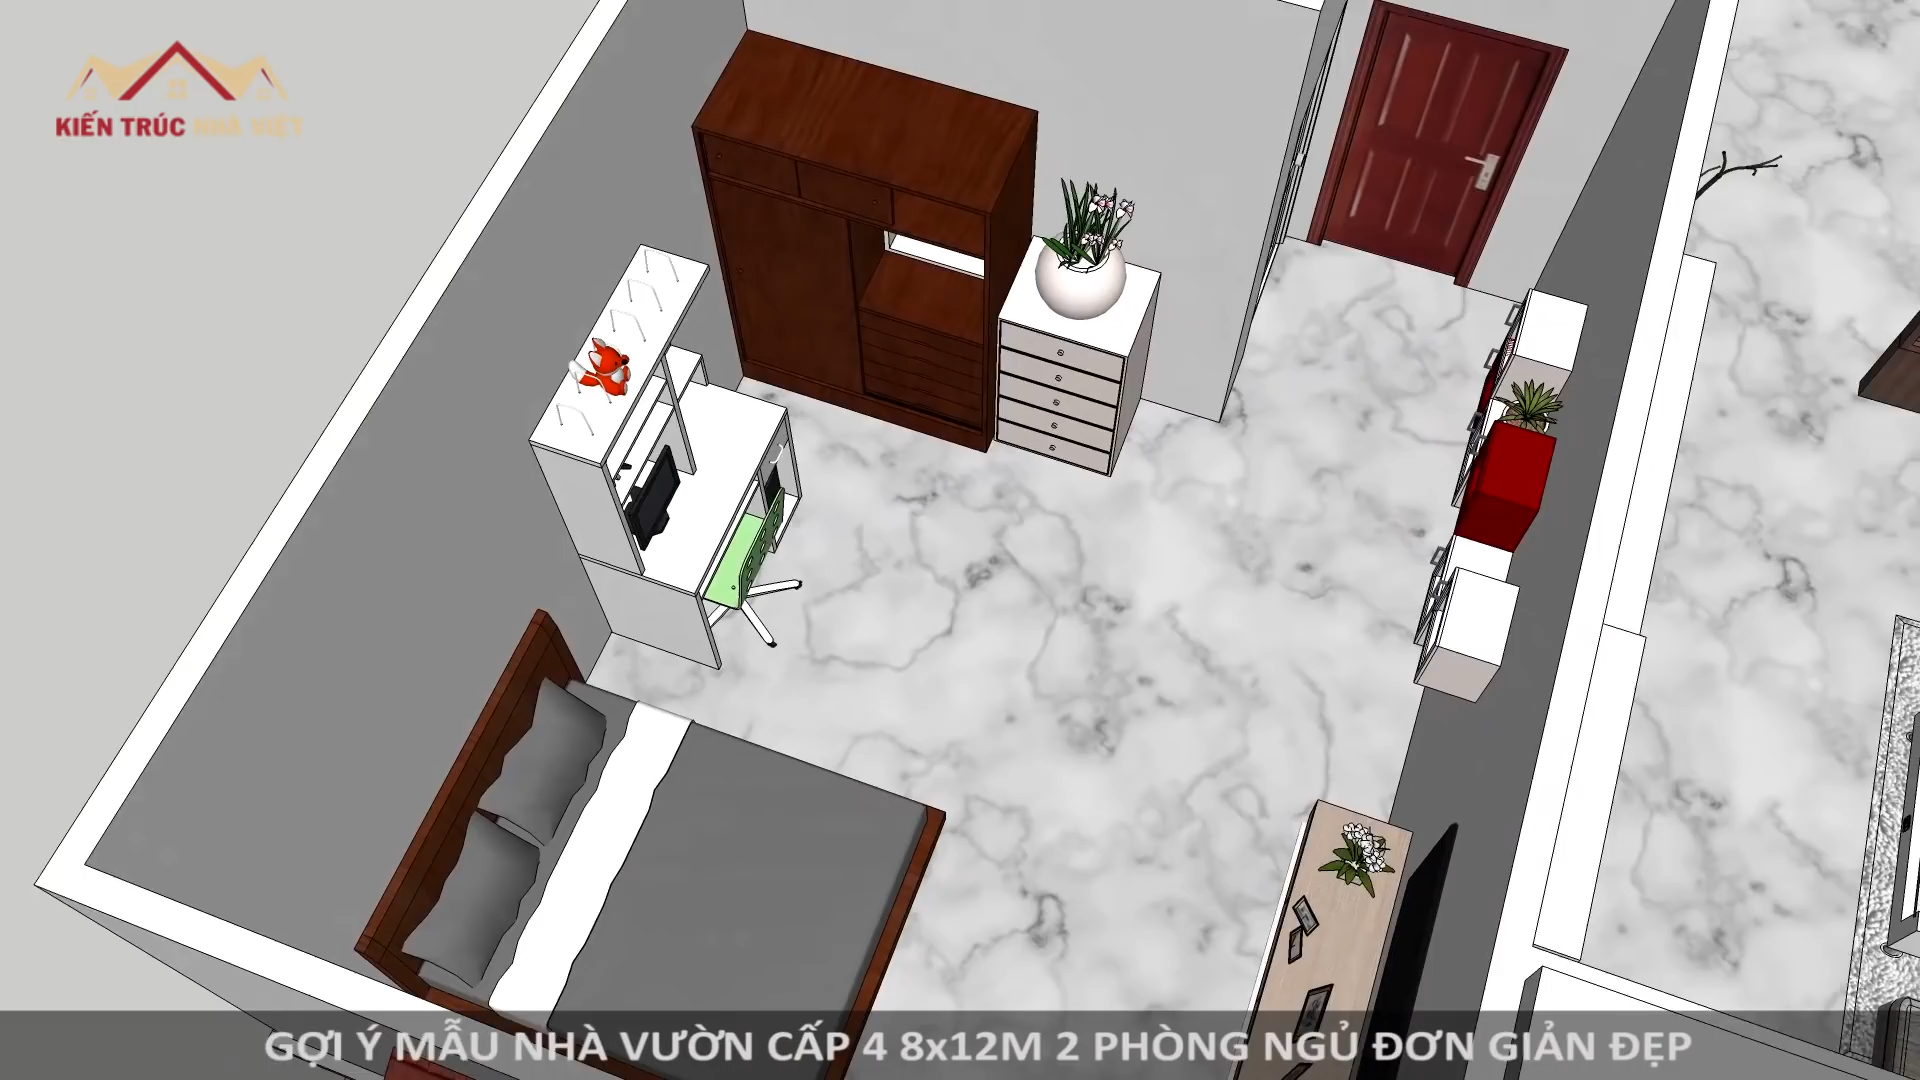 KIẾN TRÚC NHÀ VIỆT
GỢI Ý MẪU NHÀ VƯỜN CẤP 4 8x12M 2 PHÒNG NGỦ ĐƠN GIẢN ĐẸP